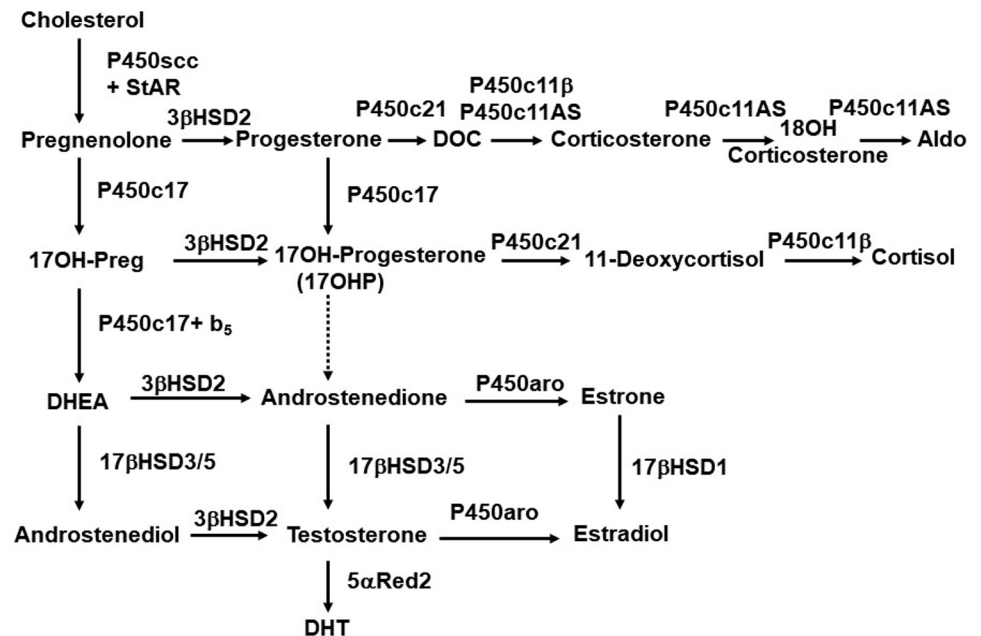 Cholesterol
P450scc
+ StAR
P450c11β
3βHSD2
P450c21
P450c11AS
P450c11AS
P450c11AS
Pregnenolone
Progesterone
DOC
Corticosterone
18OH
Corticosterone
Aldo
P450c17
P450c17
3βHSD2
P450c21
P450c11β
17OH-Preg
17OH-Progesterone
(17OHP)
11-Deoxycortisol
Cortisol
P450c17+ b₅
3βHSD2
P450aro
DHEA
Androstenedione
Estrone
17βHSD3/5
17βHSD3/5
17βHSD1
3βHSD2
P450aro
Androstenediol
Testosterone
Estradiol
5αRed2
DHT